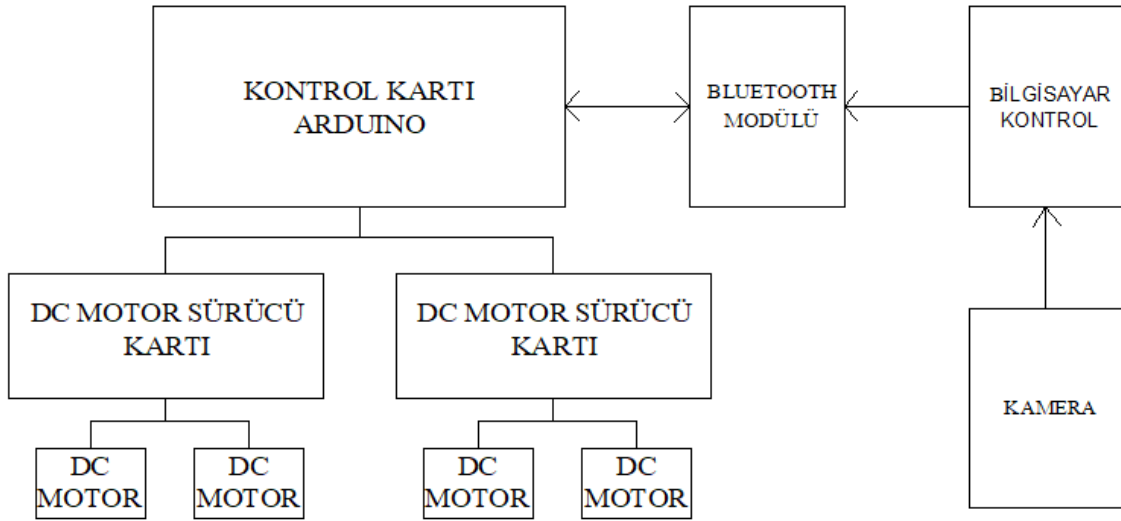 KONTROL KARTI
ARDUINO
BLUETOOTH
MODÜLÜ
BİLGİSAYAR
KONTROL
DC MOTOR SÜRÜCÜ
KARTI
DC MOTOR SÜRÜCÜ
KARTI
KAMERA
DC
MOTOR
DC
MOTOR
DC
MOTOR
DC
MOTOR